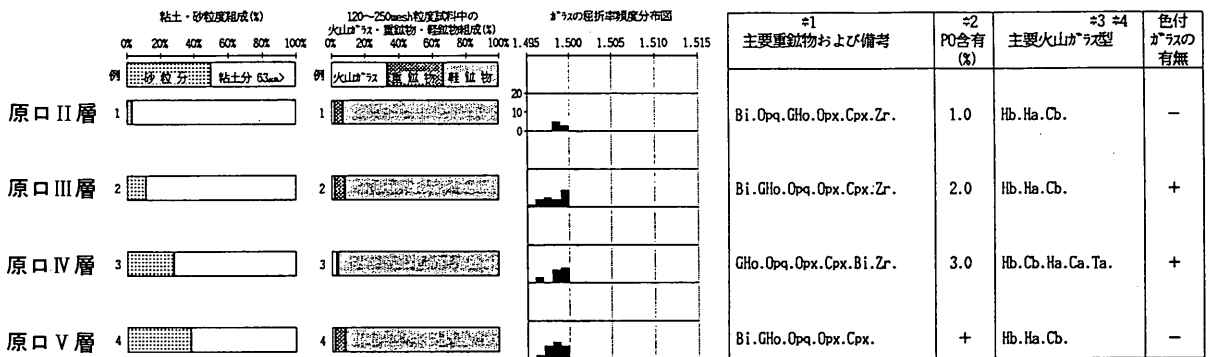 粘土・砂粒度組成(%)
0% 20% 40% 60% 80% 100%
例 砂粒分 粘土分 63μm>
120~250mesh粒度試料中の
火山ガラス・重鉱物・軽鉱物組成(%)
0% 20% 40% 60% 80% 100%
例 火山ガラス 重鉱物 軽鉱物
ガラスの屈折率頻度分布図
1.495 1.500 1.505 1.510 1.515
20
10
0
*1
主要重鉱物および備考
*2
PO含有
(%)
*3 *4
主要火山ガラス型
色付
ガラスの
有無
原口II層 1 1 Bi.Opq.GHo.Opx.Cpx.Zr. 1.0 Hb.Ha.Cb. −
原口III層 2 2 Bi.GHo.Opq.Opx.Cpx.Zr. 2.0 Hb.Ha.Cb. +
原口IV層 3 3 GHo.Opq.Opx.Cpx.Bi.Zr. 3.0 Hb.Cb.Ha.Ca.Ta. +
原口V層 4 4 Bi.GHo.Opq.Opx.Cpx. + Hb.Ha.Cb. −